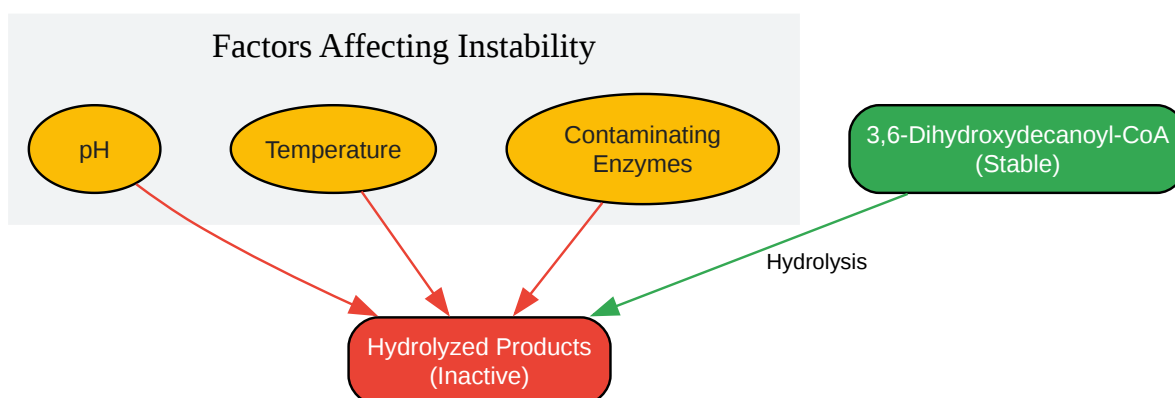 Factors Affecting Instability
pH
Temperature
Contaminating
Enzymes
3,6-Dihydroxydecanoyl-CoA
(Stable)
Hydrolysis
Hydrolyzed Products
(Inactive)